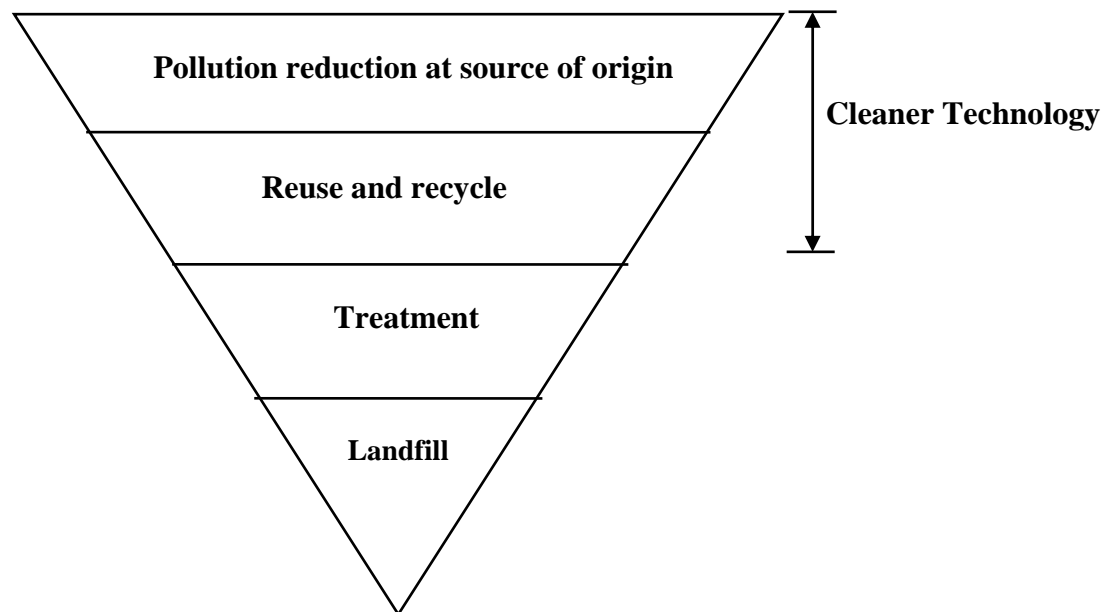 Pollution reduction at source of origin
Cleaner Technology
Reuse and recycle
Treatment
Landfill